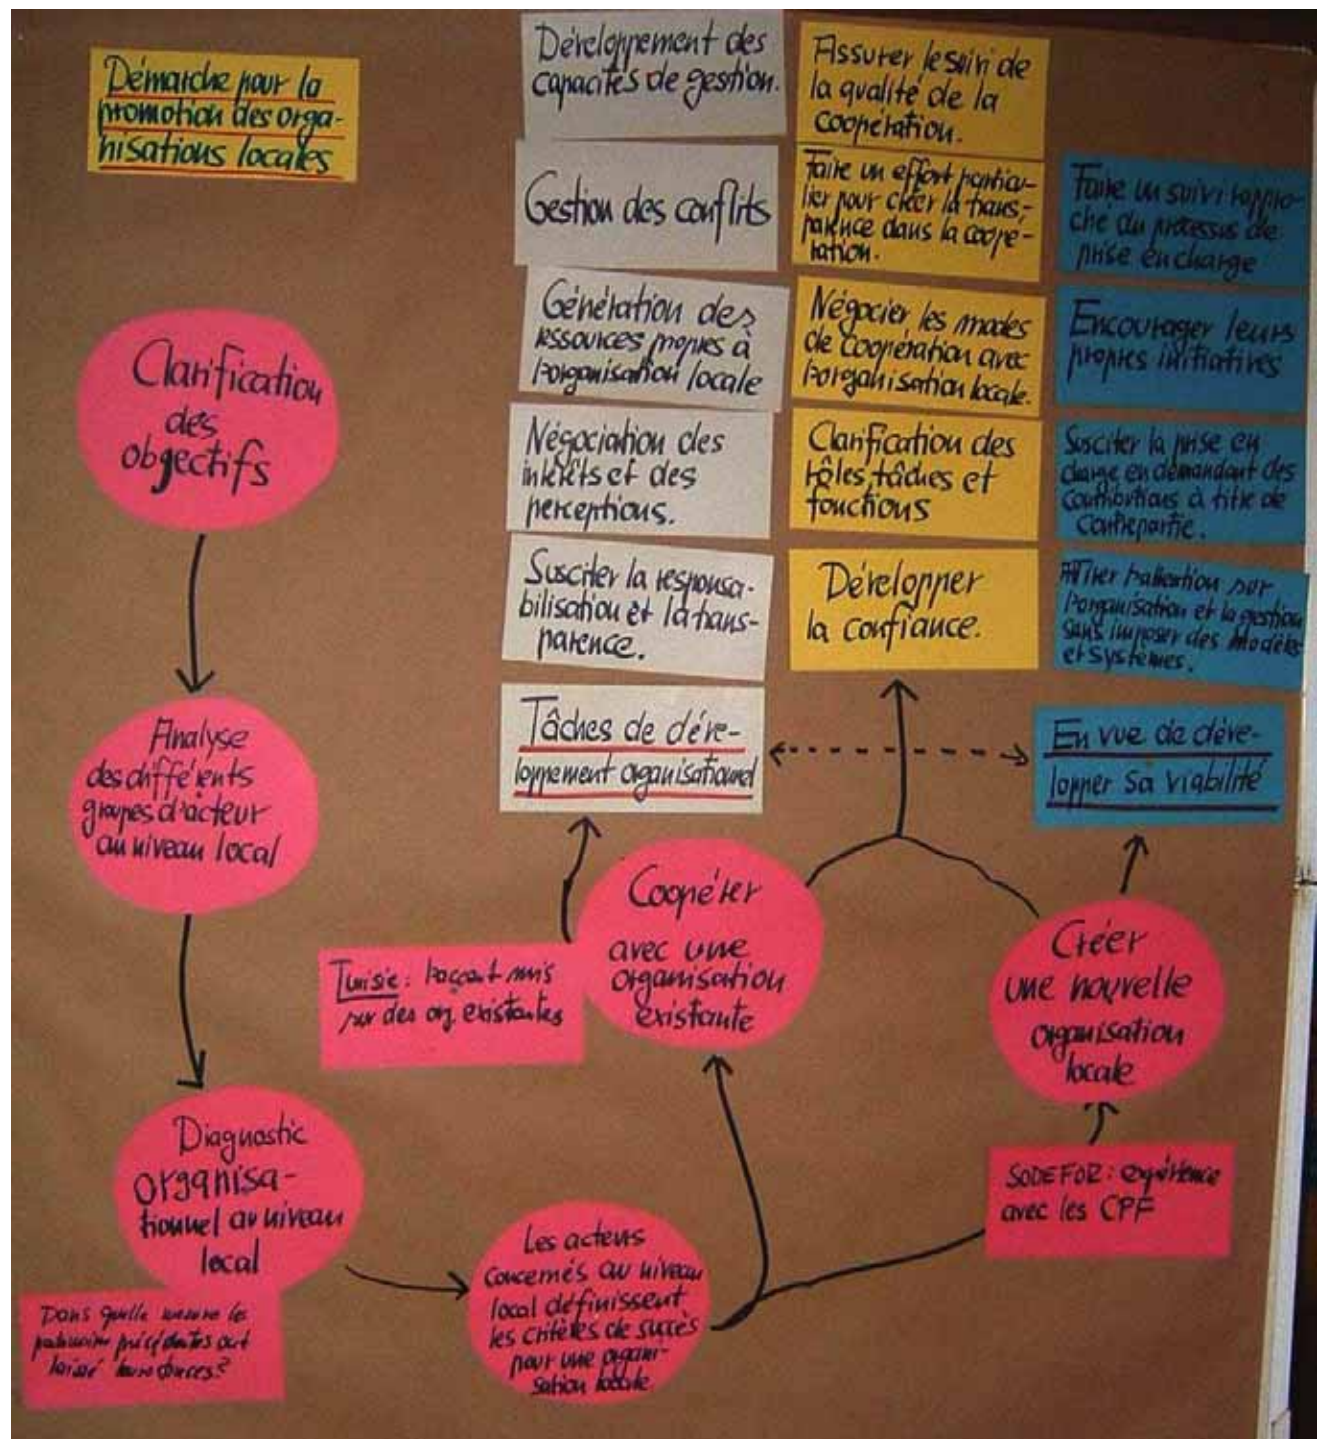 Démarche pour la
promotion des orga-
nisations locales
Clarification
des
objectifs
Analyse
des différents
groupes d'acteur
au niveau local
Diagnostic
organisa-
tionnel au niveau
local
Dans quelle mesure les
précédentes ont
laissé
Les acteurs
concernés au niveau
local définissent
les critères de succès
pour une organi-
sation locale.
Tunisie: l'accent mis
sur des org. existantes
Coopérer
avec une
organisation
existante
SODEFOR: expérience
avec les CPF
Créer
une nouvelle
organisation
locale
Développement des
capacités de gestion.
Gestion des conflits
Génération des
ressources propres à
l'organisation locale
Négociation des
intérêts et des
perceptions.
Susciter la responsa-
bilisation et la trans-
parence.
Tâches de déve-
loppement organisationnel
Assurer le suivi de
la qualité de la
coopération.
Faire un effort particu-
lier pour créer la trans-
parence dans la coopé-
ration.
Négocier les modes
de coopération avec
l'organisation locale.
Clarification des
rôles, tâches et
fonctions
Développer
la confiance.
Faire un suivi rappro-
ché du processus de
prise en charge
Encourager leurs
propres initiatives
Susciter la prise en
charge en demandant des
contributions à titre de
contrepartie.
Attirer l'attention sur
l'organisation et la gestion
sans imposer des modèles
et systèmes.
En vue de déve-
lopper sa viabilité